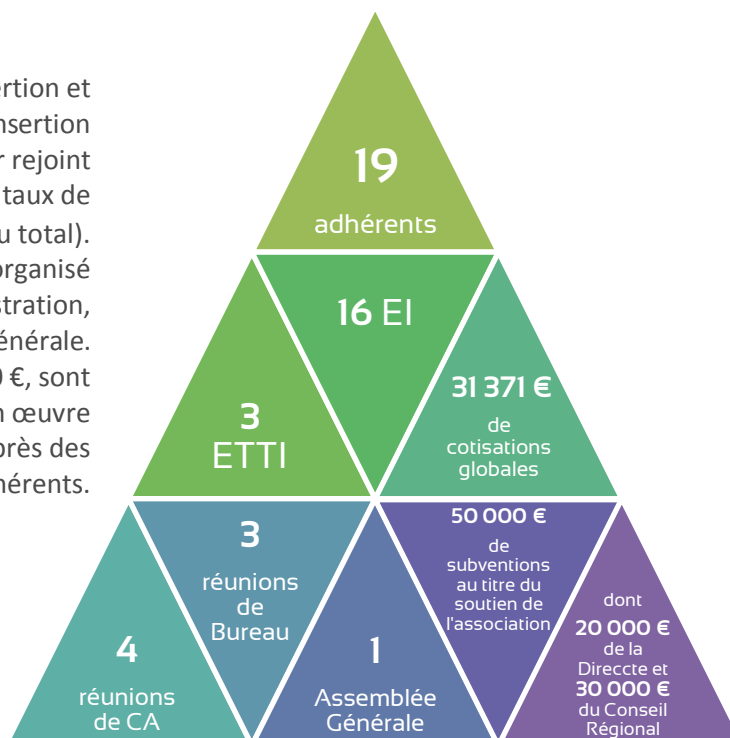 ertion et
nsertion
r rejoint
taux de
u total).
organisé
stration,
énérale.
0 €, sont
n œuvre
près des
hérents.
19
adhérents
16 EI
3
ETTI
31 371 €
de
cotisations
globales
4
réunions
de CA
3
réunions
de
Bureau
1
Assemblée
Générale
50 000 €
de
subventions
au titre du
soutien de
l'association
dont
20 000 €
de la
Direccte et
30 000 €
du Conseil
Régional